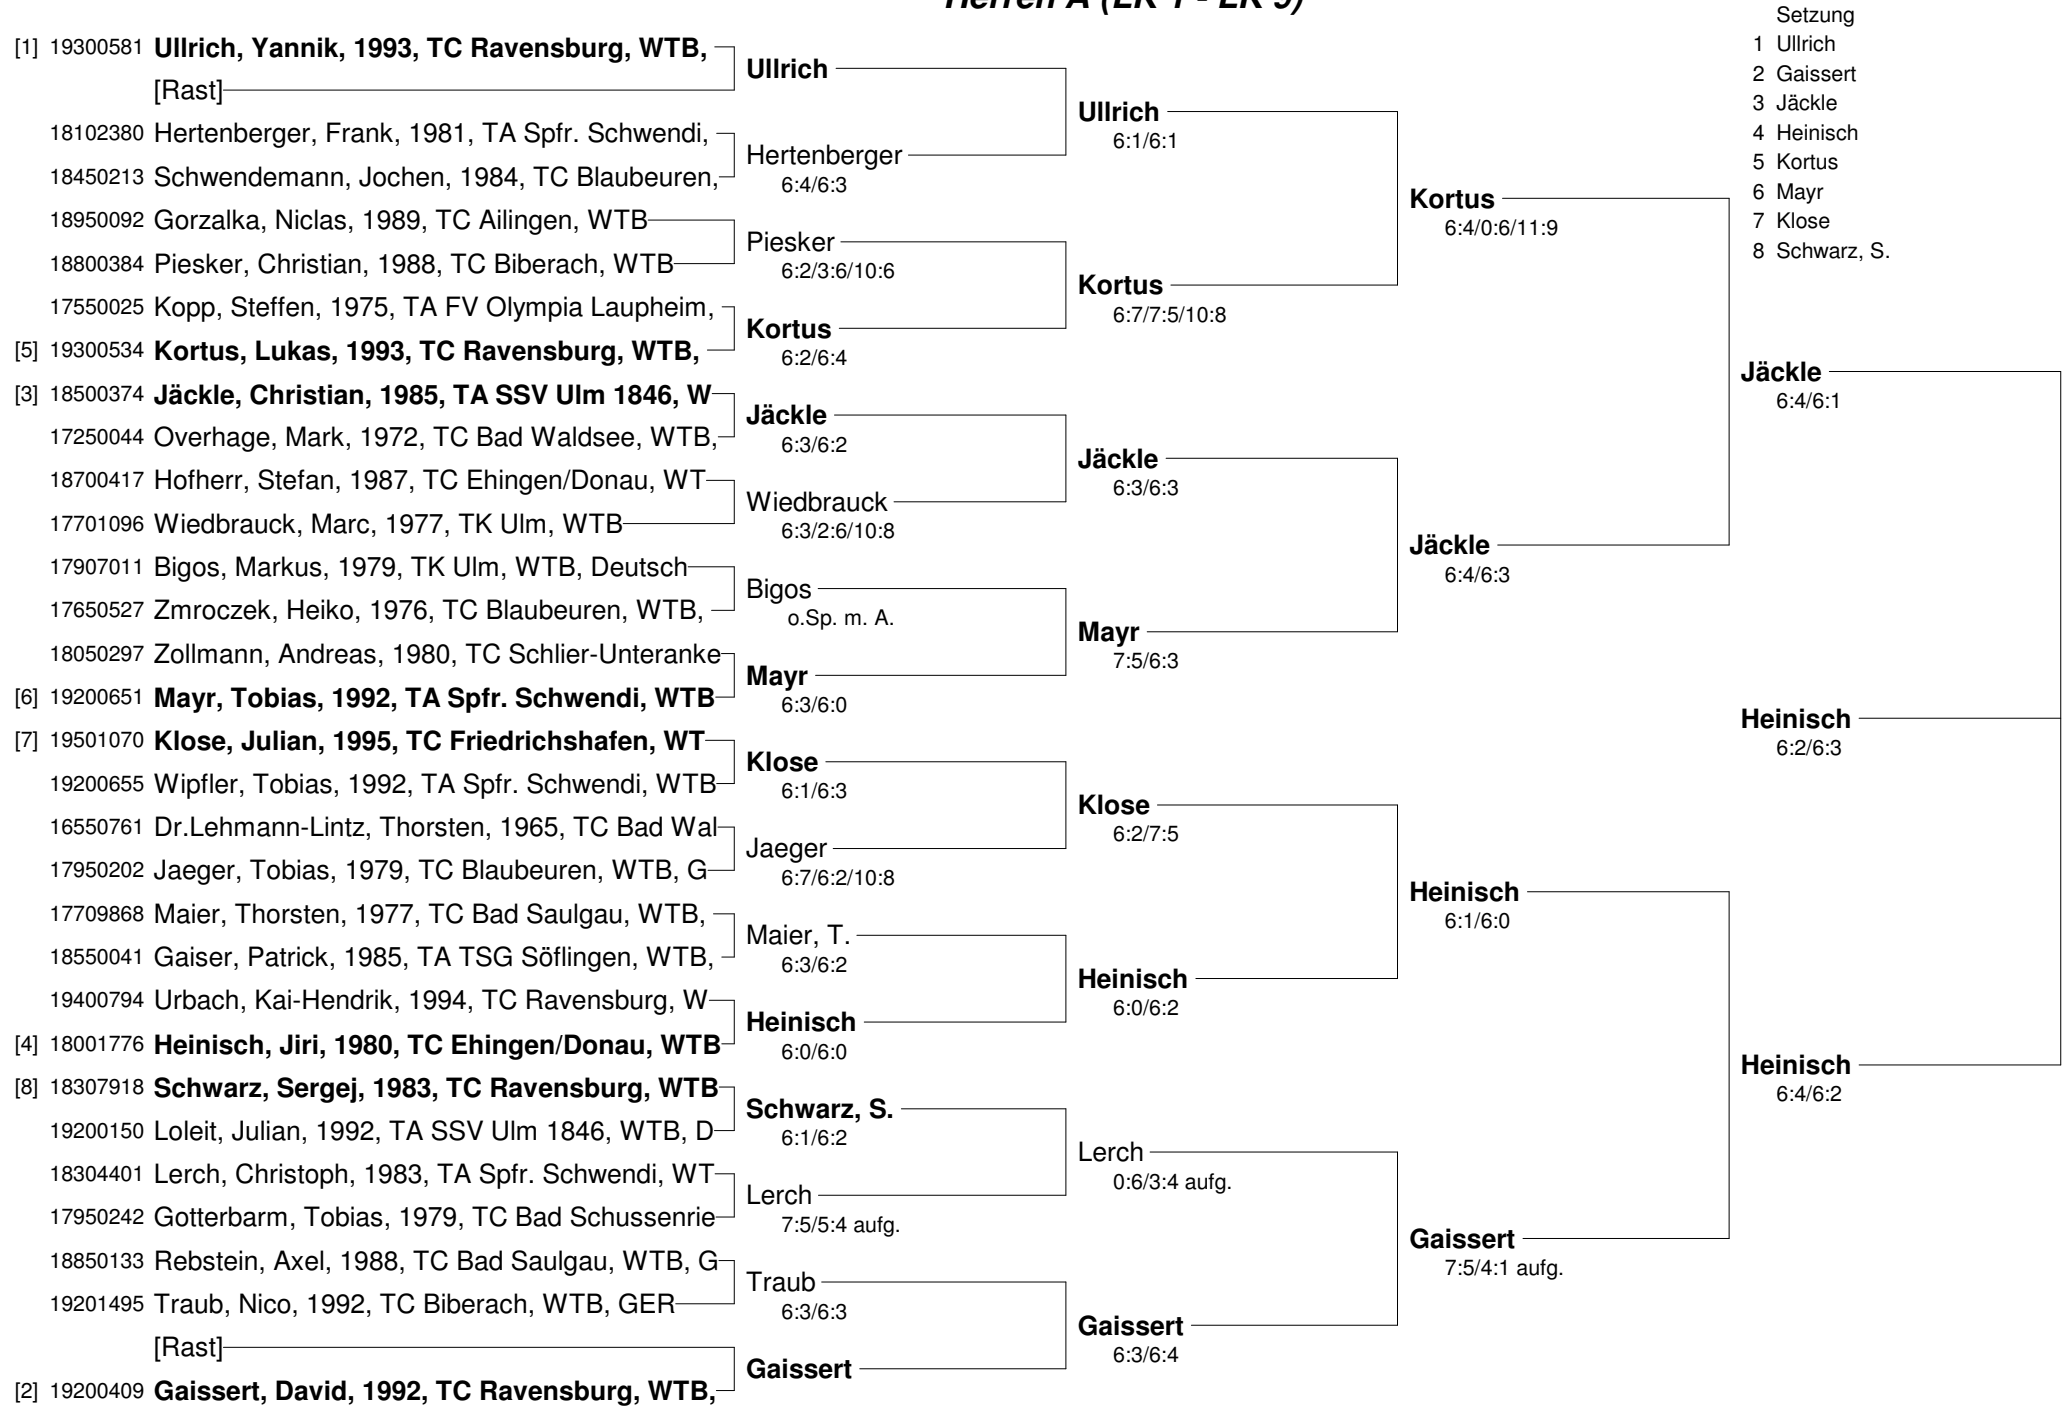 Herren A (LK 1 - LK 9)
Setzung
1 Ullrich
2 Gaissert
3 Jäckle
4 Heinisch
5 Kortus
6 Mayr
7 Klose
8 Schwarz, S.
[1] 19300581 Ullrich, Yannik, 1993, TC Ravensburg, WTB,
[Rast]
18102380 Hertenberger, Frank, 1981, TA Spfr. Schwendi,
18450213 Schwendemann, Jochen, 1984, TC Blaubeuren,
18950092 Gorzalka, Niclas, 1989, TC Ailingen, WTB
18800384 Piesker, Christian, 1988, TC Biberach, WTB
17550025 Kopp, Steffen, 1975, TA FV Olympia Laupheim,
[5] 19300534 Kortus, Lukas, 1993, TC Ravensburg, WTB,
[3] 18500374 Jäckle, Christian, 1985, TA SSV Ulm 1846, W
17250044 Overhage, Mark, 1972, TC Bad Waldsee, WTB,
18700417 Hofherr, Stefan, 1987, TC Ehingen/Donau, WT
17701096 Wiedbrauck, Marc, 1977, TK Ulm, WTB
17907011 Bigos, Markus, 1979, TK Ulm, WTB, Deutsch
17650527 Zmroczek, Heiko, 1976, TC Blaubeuren, WTB,
18050297 Zollmann, Andreas, 1980, TC Schlier-Unteranke
[6] 19200651 Mayr, Tobias, 1992, TA Spfr. Schwendi, WTB
[7] 19501070 Klose, Julian, 1995, TC Friedrichshafen, WT
19200655 Wipfler, Tobias, 1992, TA Spfr. Schwendi, WTB
16550761 Dr.Lehmann-Lintz, Thorsten, 1965, TC Bad Wal
17950202 Jaeger, Tobias, 1979, TC Blaubeuren, WTB, G
17709868 Maier, Thorsten, 1977, TC Bad Saulgau, WTB,
18550041 Gaiser, Patrick, 1985, TA TSG Söflingen, WTB,
19400794 Urbach, Kai-Hendrik, 1994, TC Ravensburg, W
[4] 18001776 Heinisch, Jiri, 1980, TC Ehingen/Donau, WTB
[8] 18307918 Schwarz, Sergej, 1983, TC Ravensburg, WTB
19200150 Loleit, Julian, 1992, TA SSV Ulm 1846, WTB, D
18304401 Lerch, Christoph, 1983, TA Spfr. Schwendi, WT
17950242 Gotterbarm, Tobias, 1979, TC Bad Schussenrie
18850133 Rebstein, Axel, 1988, TC Bad Saulgau, WTB, G
19201495 Traub, Nico, 1992, TC Biberach, WTB, GER
[Rast]
[2] 19200409 Gaissert, David, 1992, TC Ravensburg, WTB,
Ullrich
Hertenberger
6:4/6:3
Piesker
6:2/3:6/10:6
Kortus
6:2/6:4
Jäckle
6:3/6:2
Wiedbrauck
6:3/2:6/10:8
Bigos
o.Sp. m. A.
Mayr
6:3/6:0
Klose
6:1/6:3
Jaeger
6:7/6:2/10:8
Maier, T.
6:3/6:2
Heinisch
6:0/6:0
Schwarz, S.
6:1/6:2
Lerch
7:5/5:4 aufg.
Traub
6:3/6:3
Gaissert
Ullrich
6:1/6:1
Kortus
6:7/7:5/10:8
Jäckle
6:3/6:3
Mayr
7:5/6:3
Klose
6:2/7:5
Heinisch
6:0/6:2
Lerch
0:6/3:4 aufg.
Gaissert
6:3/6:4
Kortus
6:4/0:6/11:9
Jäckle
6:4/6:3
Heinisch
6:1/6:0
Gaissert
7:5/4:1 aufg.
Jäckle
6:4/6:1
Heinisch
6:2/6:3
Heinisch
6:4/6:2